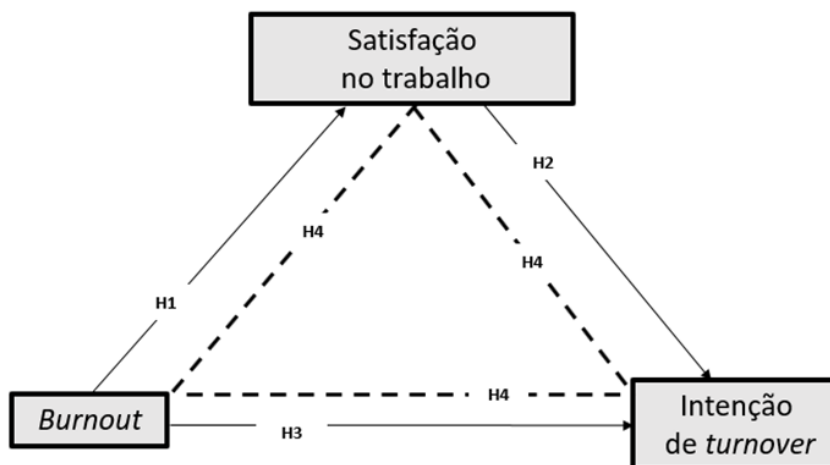 Satisfação
no trabalho
H2
H4
H4
H1
H4
Burnout
H3
Intenção
de turnover